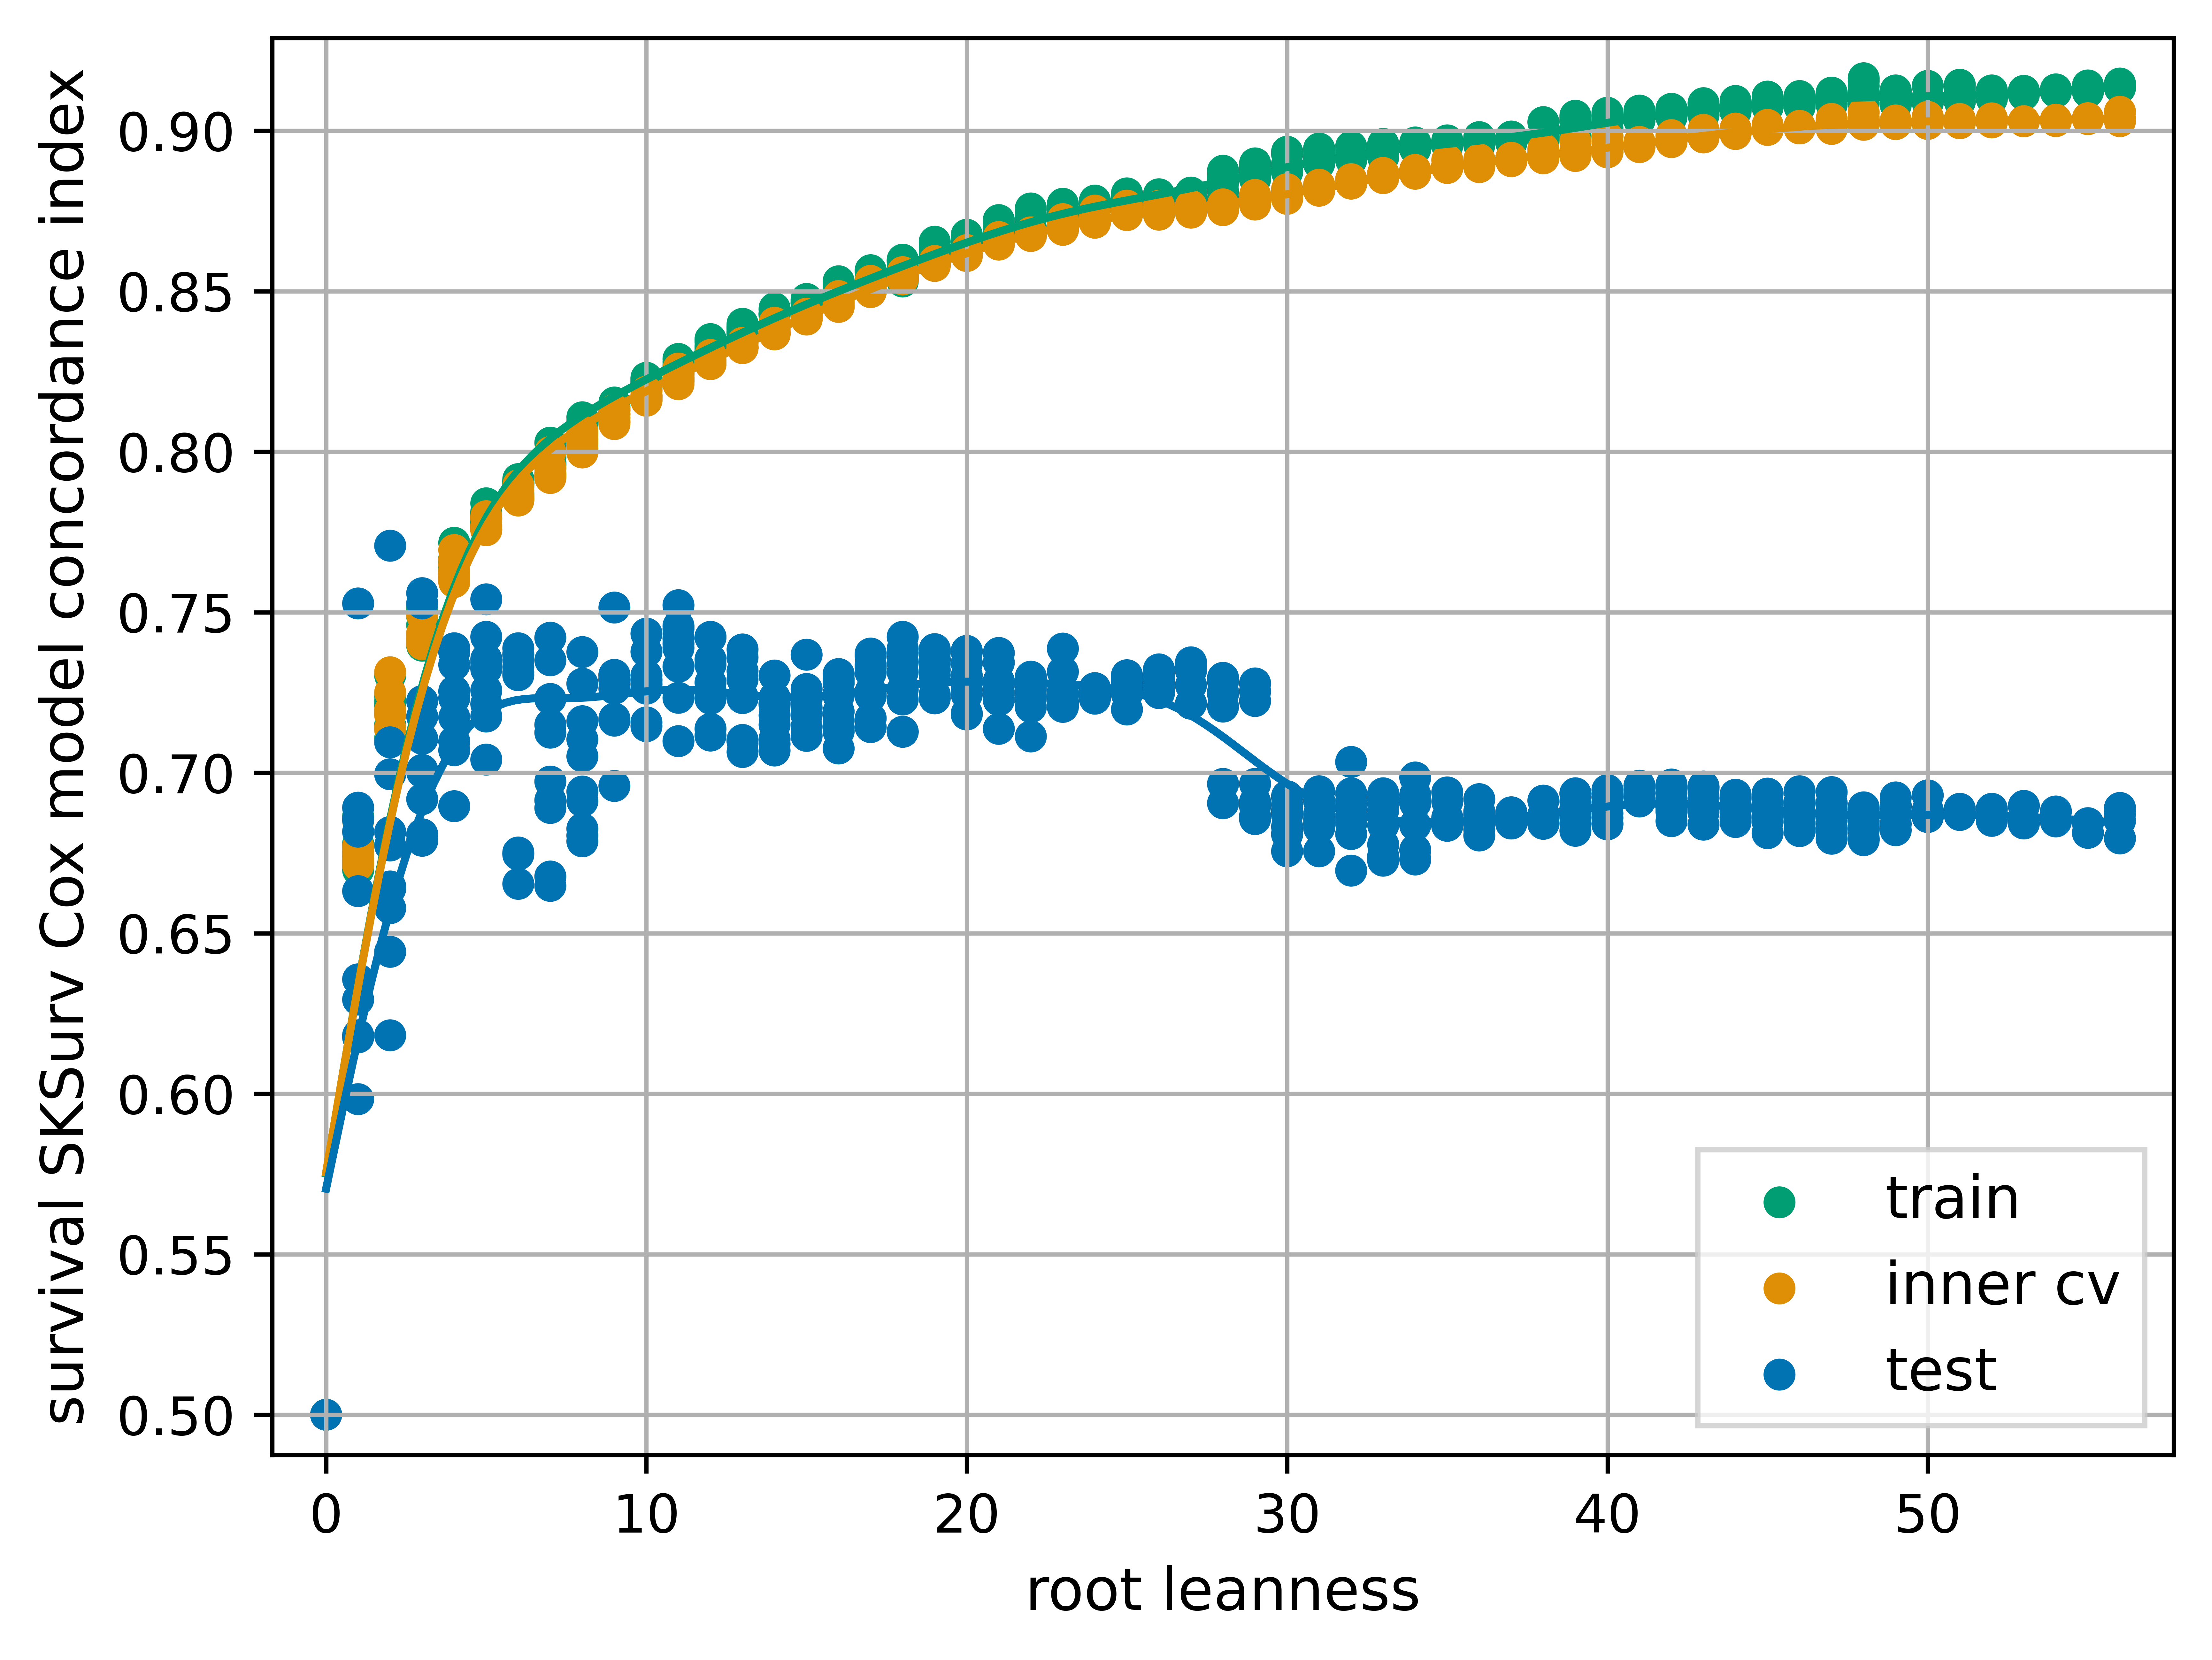 survival SKSurv Cox model concordance index
0.90
0.85
0.80
0.75
0.70
0.65
0.60
0.55
0.50
0 10 20 30 40 50
root leanness
train
inner cv
test